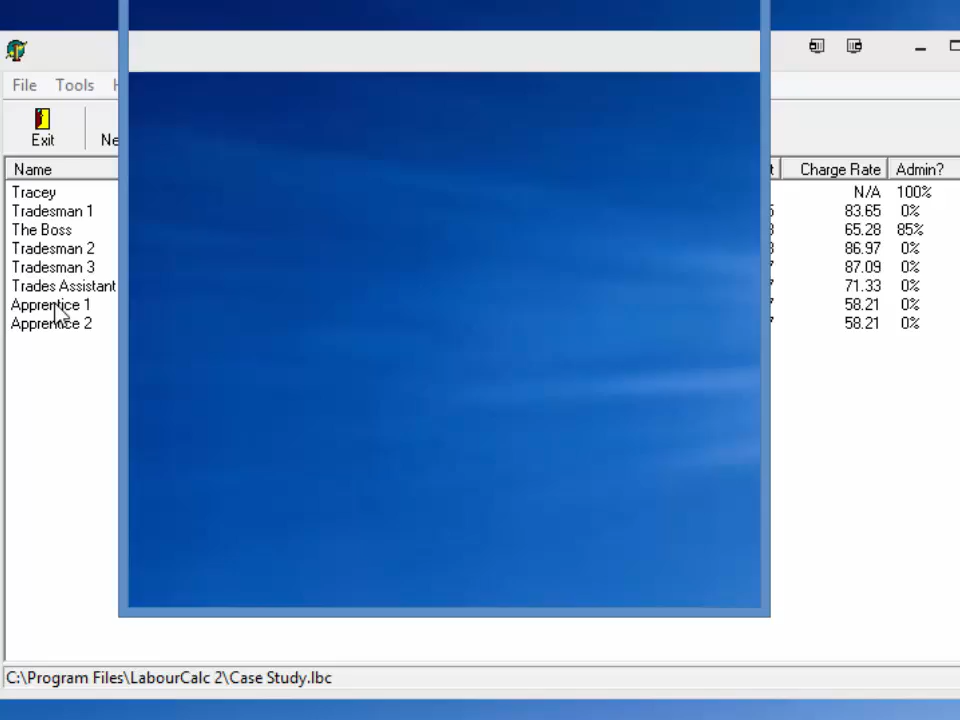 File Tools
Exit
Name Charge Rate Admin?
Tracey N/A 100%
Tradesman 1 83.65 0%
The Boss 65.28 85%
Tradesman 2 86.97 0%
Tradesman 3 87.09 0%
Trades Assistant 71.33 0%
Apprentice 1 58.21 0%
Apprentice 2 58.21 0%
C:\Program Files\LabourCalc 2\Case Study.lbc